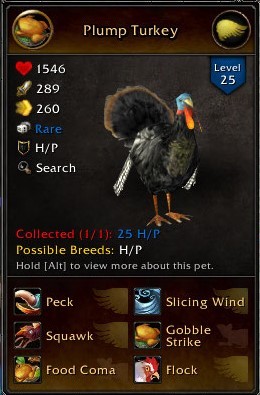 Plump Turkey
1546
Level
25
289
260
Rare
H/P
Search
Collected (1/1): 25 H/P
Possible Breeds: H/P
Hold [Alt] to view more about this pet.
Peck
Slicing Wind
Squawk
Gobble
Strike
Food Coma
Flock